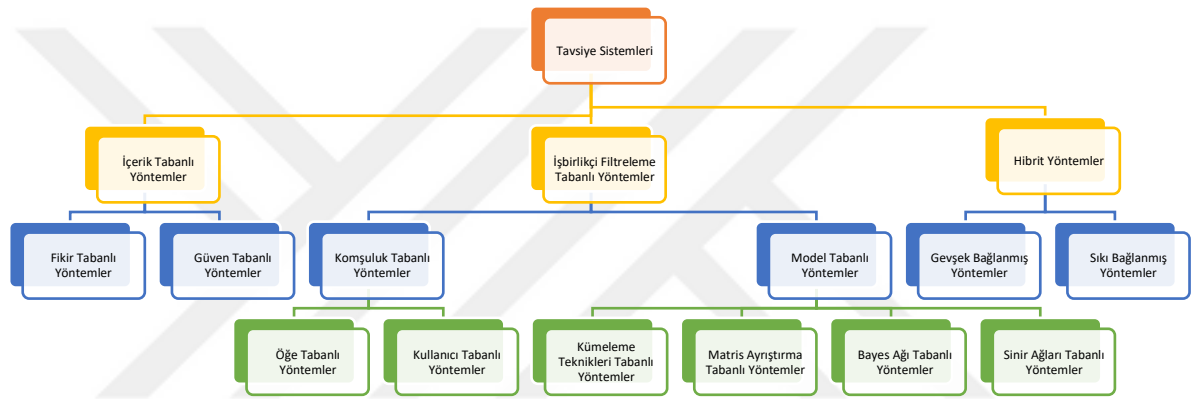 Tavsiye Sistemleri
İçerik Tabanlı
Yöntemler
İşbirlikçi Filtreleme
Tabanlı Yöntemler
Hibrit Yöntemler
Fikir Tabanlı
Yöntemler
Güven Tabanlı
Yöntemler
Komşuluk Tabanlı
Yöntemler
Model Tabanlı
Yöntemler
Gevşek Bağlanmış
Yöntemler
Sıkı Bağlanmış
Yöntemler
Öğe Tabanlı
Yöntemler
Kullanıcı Tabanlı
Yöntemler
Kümeleme
Teknikleri Tabanlı
Yöntemler
Matris Ayrıştırma
Tabanlı Yöntemler
Bayes Ağı Tabanlı
Yöntemler
Sinir Ağları Tabanlı
Yöntemler